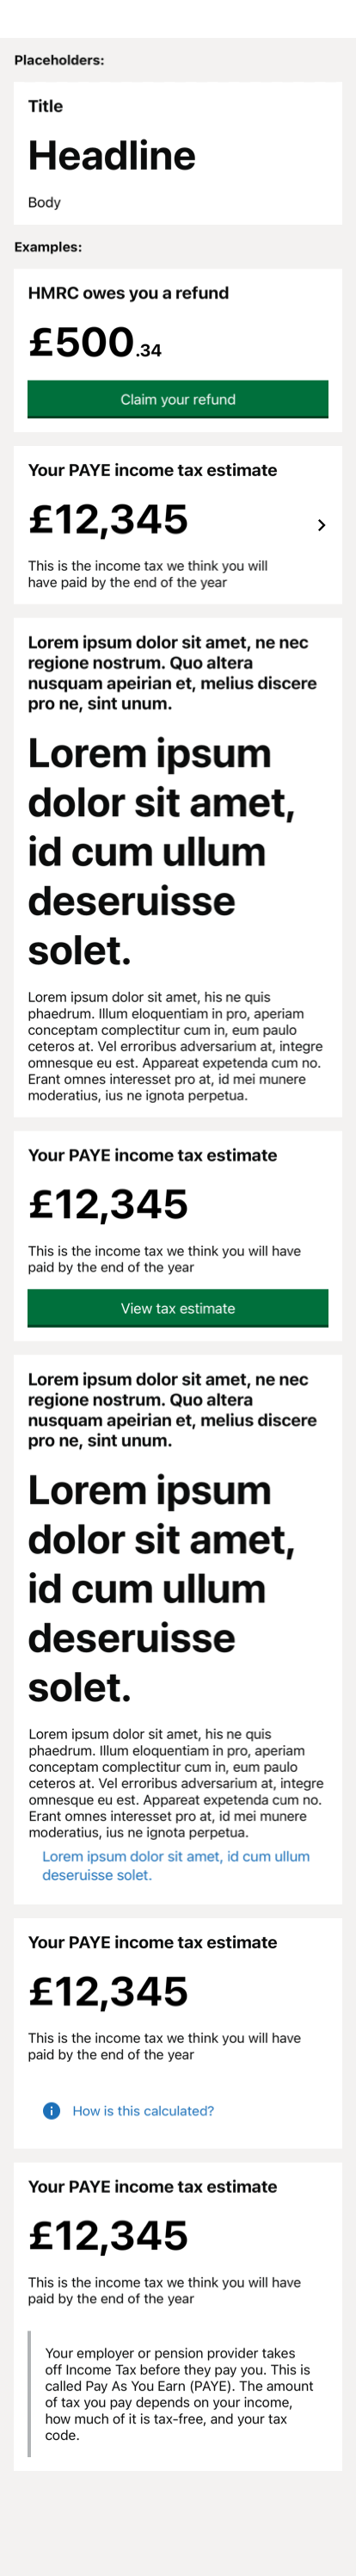 Placeholders:
Title
Headline
Body
Examples:
HMRC owes you a refund
£500.34
Claim your refund
Your PAYE income tax estimate
£12,345
This is the income tax we think you will
have paid by the end of the year
Lorem ipsum dolor sit amet, ne nec
regione nostrum. Quo altera
nusquam apeirian et, melius discere
pro ne, sint unum.
Lorem ipsum
dolor sit amet,
id cum ullum
deseruisse
solet.
Lorem ipsum dolor sit amet, his ne quis
phaedrum. Illum eloquentiam in pro, aperiam
conceptam complectitur cum in, eum paulo
ceteros at. Vel erroribus adversarium at, integre
omnesque eu est. Appareat expetenda cum no.
Erant omnes interesset pro at, id mei munere
moderatius, ius ne ignota perpetua.
Your PAYE income tax estimate
£12,345
This is the income tax we think you will have
paid by the end of the year
View tax estimate
Lorem ipsum dolor sit amet, ne nec
regione nostrum. Quo altera
nusquam apeirian et, melius discere
pro ne, sint unum.
Lorem ipsum
dolor sit amet,
id cum ullum
deseruisse
solet.
Lorem ipsum dolor sit amet, his ne quis
phaedrum. Illum eloquentiam in pro, aperiam
conceptam complectitur cum in, eum paulo
ceteros at. Vel erroribus adversarium at, integre
omnesque eu est. Appareat expetenda cum no.
Erant omnes interesset pro at, id mei munere
moderatius, ius ne ignota perpetua.
Lorem ipsum dolor sit amet, id cum ullum
deseruisse solet.
Your PAYE income tax estimate
£12,345
This is the income tax we think you will have
paid by the end of the year
How is this calculated?
Your PAYE income tax estimate
£12,345
This is the income tax we think you will have
paid by the end of the year
Your employer or pension provider takes
off Income Tax before they pay you. This is
called Pay As You Earn (PAYE). The amount
of tax you pay depends on your income,
how much of it is tax-free, and your tax
code.